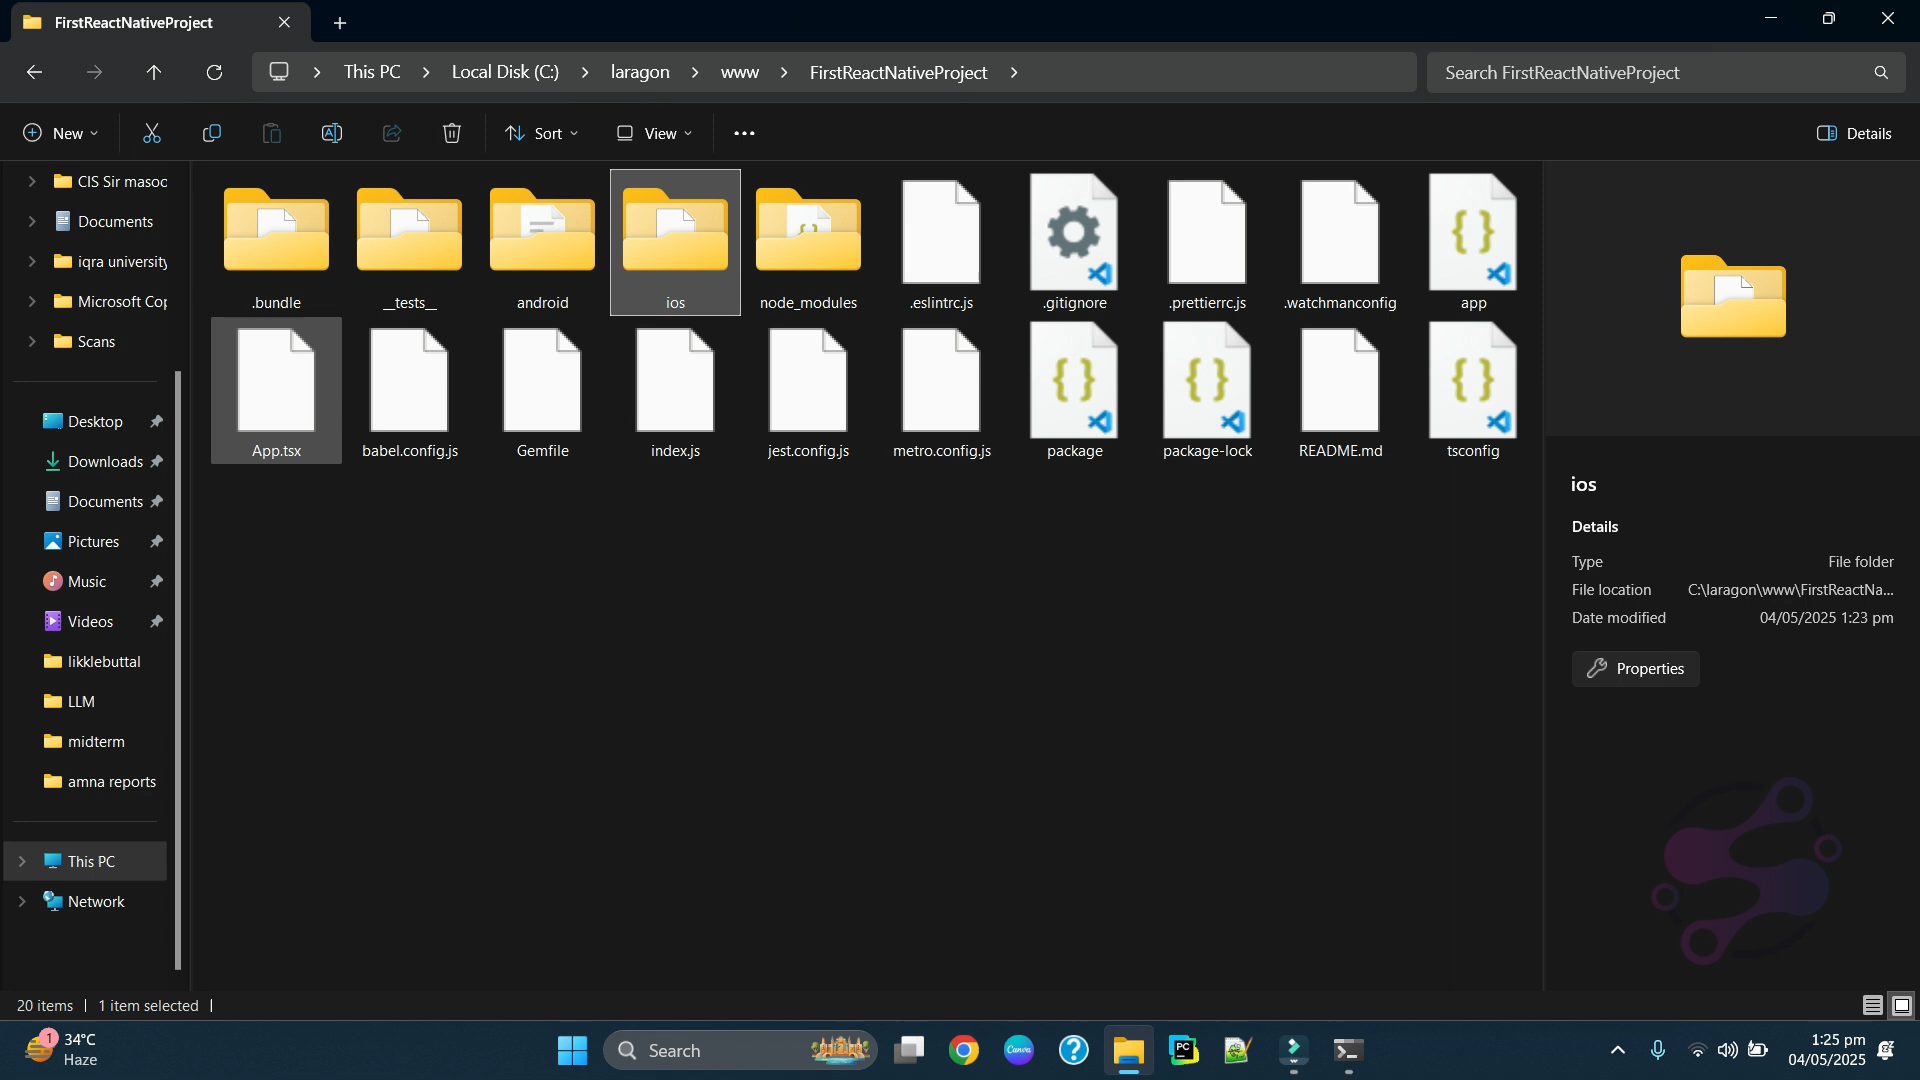 FirstReactNativeProject
This PC > Local Disk (C:) > laragon > www > FirstReactNativeProject >
Search FirstReactNativeProject
New
Sort
View
Details
CIS Sir masoo
Documents
iqra university
Microsoft Cop
Scans
Desktop
Downloads
Documents
Pictures
Music
Videos
likklebuttal
LLM
midterm
amna reports
This PC
Network
.bundle
__tests__
android
ios
node_modules
.eslintrc.js
.gitignore
.prettierrc.js
.watchmanconfig
app
App.tsx
babel.config.js
Gemfile
index.js
jest.config.js
metro.config.js
package
package-lock
README.md
tsconfig
ios
Details
Type File folder
File location C:\laragon\www\FirstReactNa...
Date modified 04/05/2025 1:23 pm
Properties
20 items | 1 item selected |
1
34°C
Haze
Search
Canva
?
PC
1:25 pm
04/05/2025